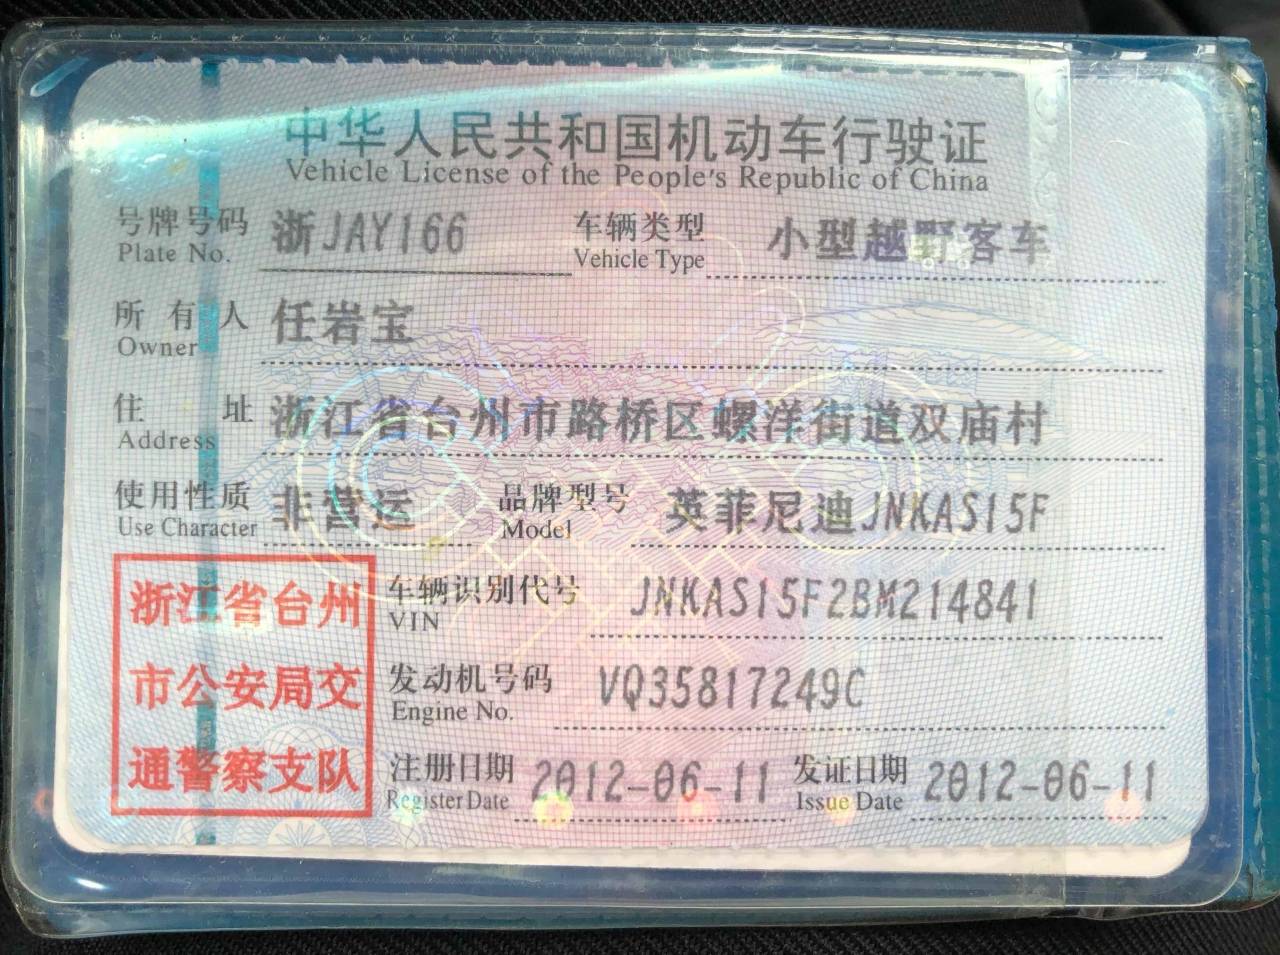 中华人民共和国机动车行驶证
Vehicle License of the People's Republic of China
号牌号码 浙JAY166 车辆类型 小型越野客车
Plate No. Vehicle Type
所有人 任岩宝
Owner
住址 浙江省台州市路桥区螺洋街道双庙村
Address
使用性质 非营运 品牌型号 英菲尼迪JNKAS15F
Use Character Model
浙江省台州
市公安局交
通警察支队
车辆识别代号 JNKAS15F2BM214841
VIN
发动机号码 VQ35817249C
Engine No.
注册日期 2012-06-11 发证日期 2012-06-11
Register Date Issue Date